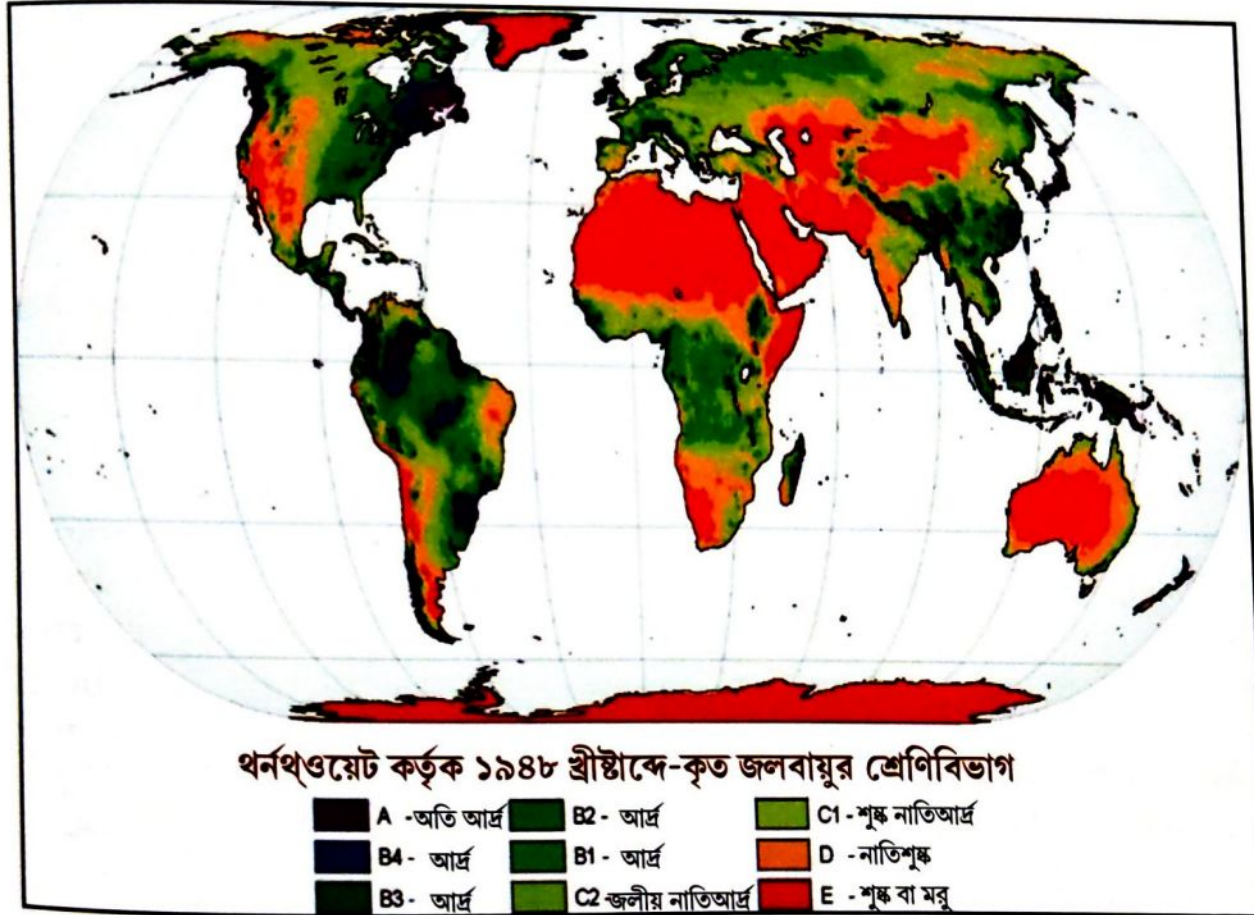 থর্নথ্ওয়েট কর্তৃক ১৯৪৮ খ্রীষ্টাব্দে-কৃত জলবায়ুর শ্রেণিবিভাগ
A - অতি আর্দ্র B2 - আর্দ্র C1 - শুষ্ক নাতিআর্দ্র
B4 - আর্দ্র B1 - আর্দ্র D - নাতিশুষ্ক
B3 - আর্দ্র C2 -জলীয় নাতিআর্দ্র E - শুষ্ক বা মরু